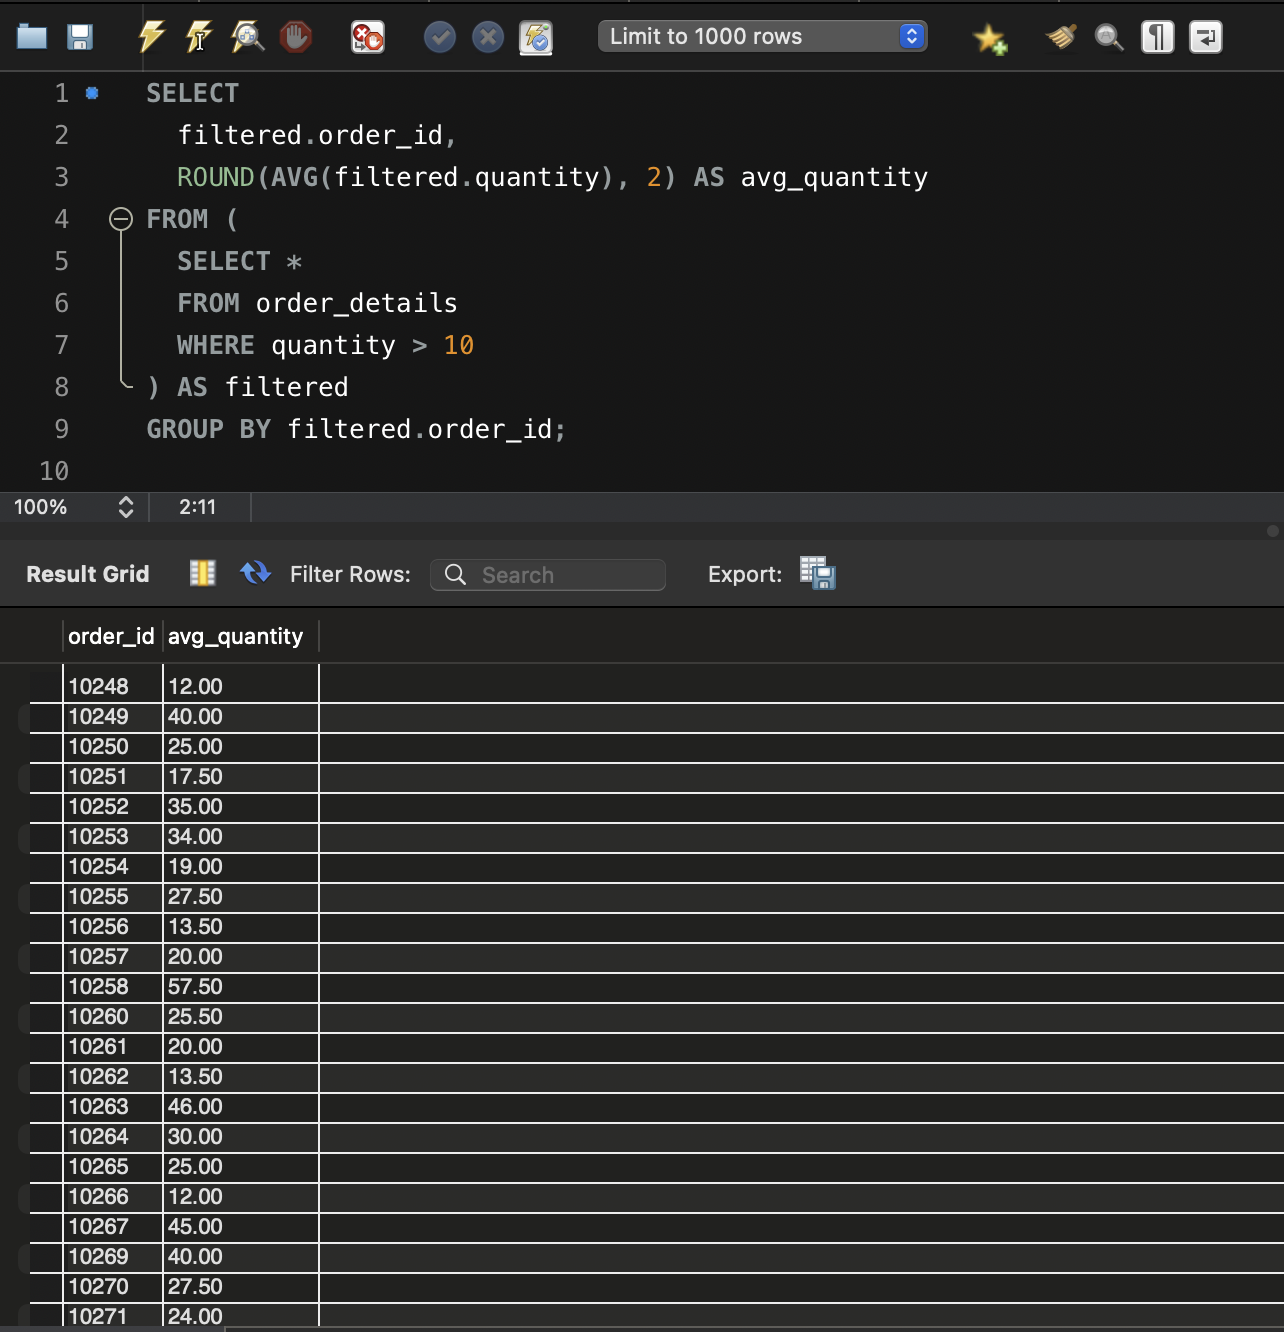 Limit to 1000 rows
1 SELECT
2 filtered.order_id,
3 ROUND(AVG(filtered.quantity), 2) AS avg_quantity
4 FROM (
5 SELECT *
6 FROM order_details
7 WHERE quantity > 10
8 ) AS filtered
9 GROUP BY filtered.order_id;
10
100% 2:11
Result Grid Filter Rows: Search Export:
order_id avg_quantity
10248 12.00
10249 40.00
10250 25.00
10251 17.50
10252 35.00
10253 34.00
10254 19.00
10255 27.50
10256 13.50
10257 20.00
10258 57.50
10260 25.50
10261 20.00
10262 13.50
10263 46.00
10264 30.00
10265 25.00
10266 12.00
10267 45.00
10269 40.00
10270 27.50
10271 24.00